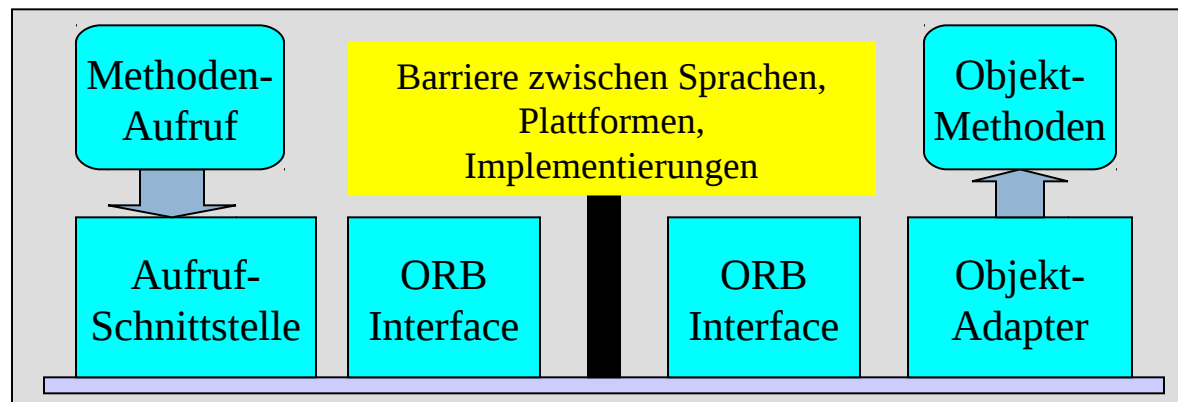 Methoden-
Aufruf
Barriere zwischen Sprachen,
Plattformen,
Implementierungen
Objekt-
Methoden
Aufruf-
Schnittstelle
ORB
Interface
ORB
Interface
Objekt-
Adapter